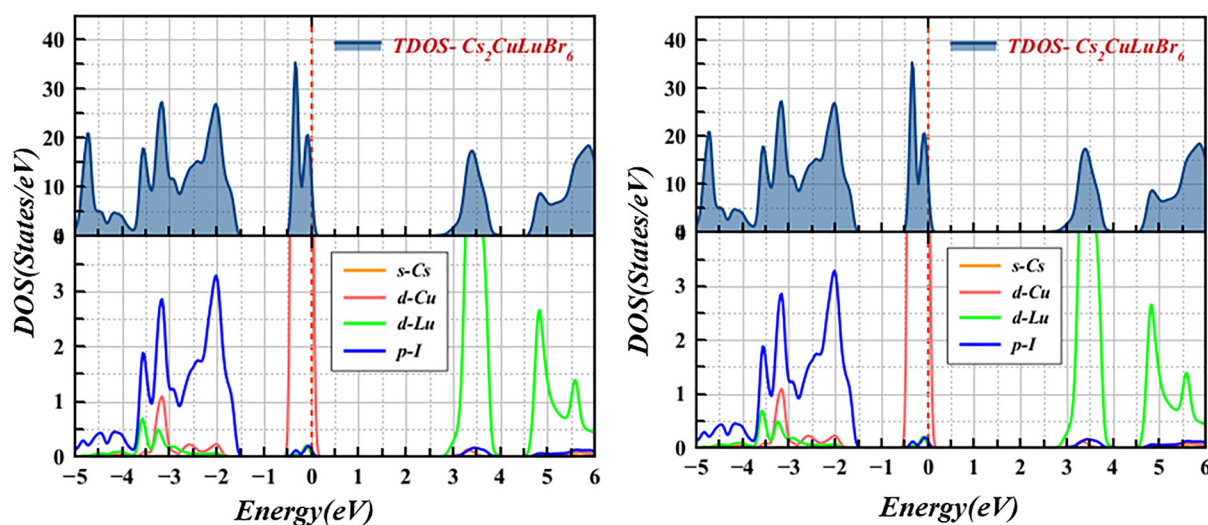 DOS(States/eV)
40
30
20
10
0
TDOS- Cs₂CuLuBr₆
4
3
2
1
0
s-Cs
d-Cu
d-Lu
p-I
−5 −4 −3 −2 −1 0 1 2 3 4 5 6
Energy(eV)
DOS(States/eV)
40
30
20
10
0
TDOS- Cs₂CuLuBr₆
3
2
1
0
s-Cs
d-Cu
d-Lu
p-I
−5 −4 −3 −2 −1 0 1 2 3 4 5 6
Energy(eV)